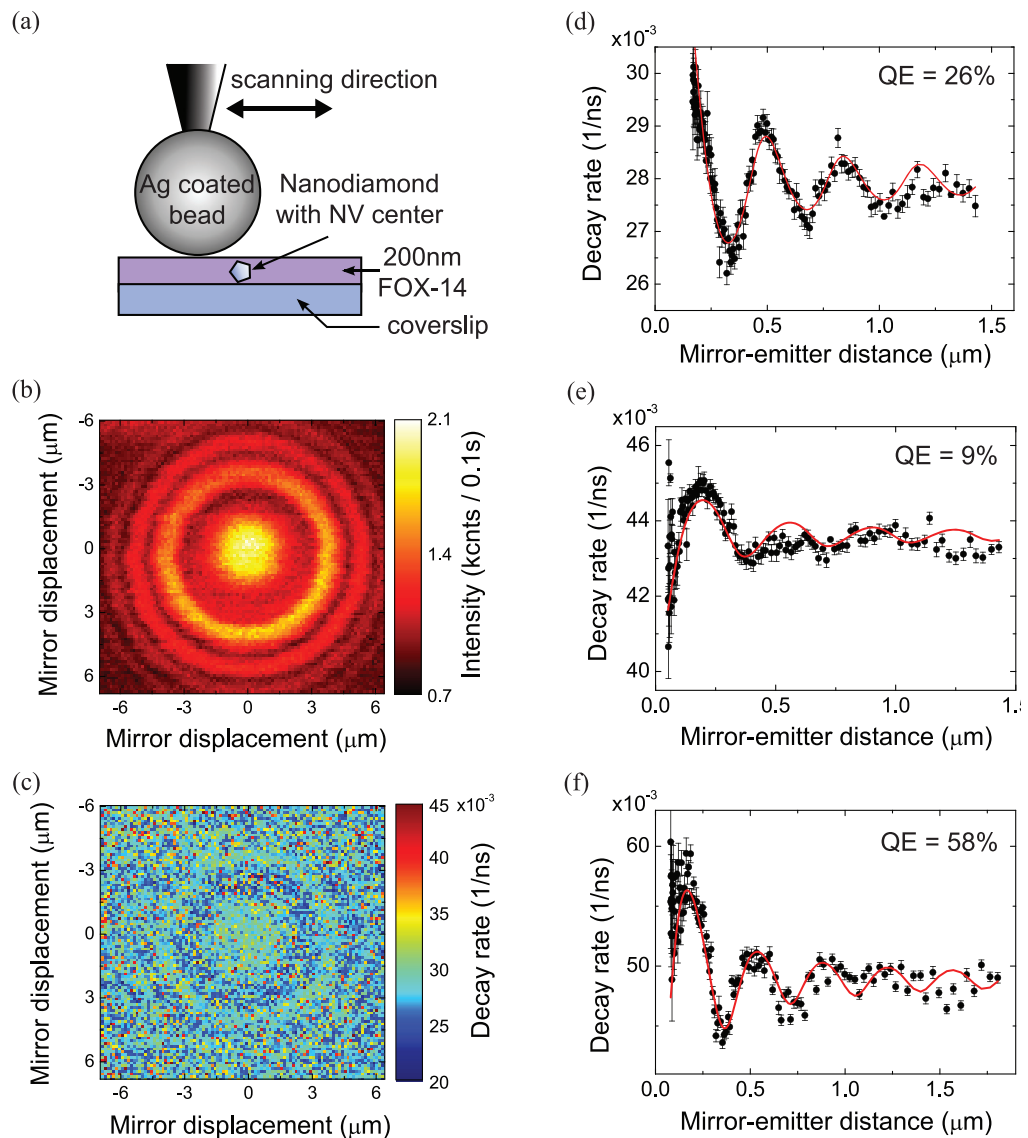 (a)
scanning direction
Ag coated
bead
Nanodiamond
with NV center
200nm
FOX-14
coverslip
(b)
-6
-3
0
3
6
Mirror displacement (μm)
-6 -3 0 3 6
Mirror displacement (μm)
2.1
1.4
0.7
Intensity (kcnts / 0.1s)
(c)
-6
-3
0
3
6
Mirror displacement (μm)
-6 -3 0 3 6
Mirror displacement (μm)
45 x10⁻³
40
35
30
25
20
Decay rate (1/ns)
(d)
x10⁻³
QE = 26%
30
29
28
27
26
Decay rate (1/ns)
0.0 0.5 1.0 1.5
Mirror-emitter distance (μm)
(e)
x10⁻³
QE = 9%
46
44
42
40
Decay rate (1/ns)
0.0 0.5 1.0 1.5
Mirror-emitter distance (μm)
(f)
x10⁻³
QE = 58%
60
50
Decay rate (1/ns)
0.0 0.5 1.0 1.5
Mirror-emitter distance (μm)